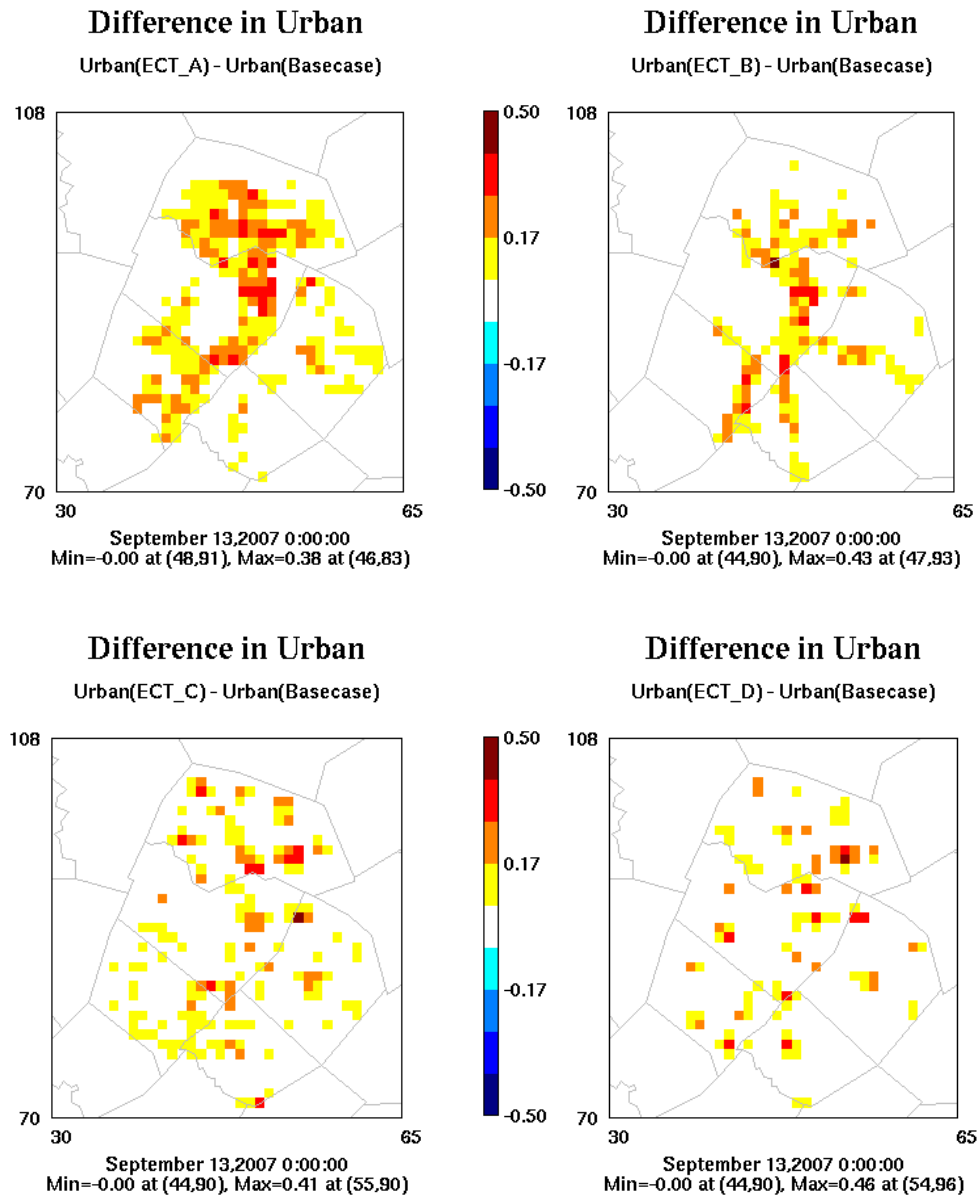 Difference in Urban
Urban(ECT_A) - Urban(Basecase)
108
70
30
65
September 13,2007 0:00:00
Min=-0.00 at (48,91), Max=0.38 at (46,83)
0.50
0.17
-0.17
-0.50
Difference in Urban
Urban(ECT_B) - Urban(Basecase)
108
70
30
65
September 13,2007 0:00:00
Min=-0.00 at (44,90), Max=0.43 at (47,93)
Difference in Urban
Urban(ECT_C) - Urban(Basecase)
108
70
30
65
September 13,2007 0:00:00
Min=-0.00 at (44,90), Max=0.41 at (55,90)
0.50
0.17
-0.17
-0.50
Difference in Urban
Urban(ECT_D) - Urban(Basecase)
108
70
30
65
September 13,2007 0:00:00
Min=-0.00 at (44,90), Max=0.46 at (54,96)